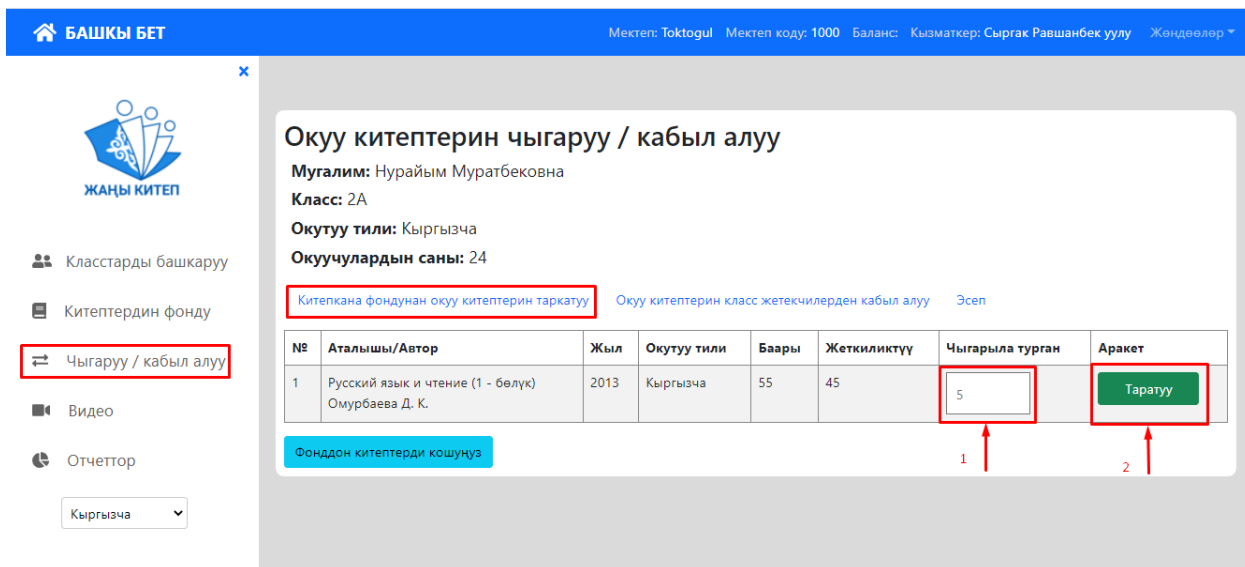 БАШКЫ БЕТ
Мектеп: Toktogul Мектеп коду: 1000 Баланс: Кызматкер: Сыргак Равшанбек уулу Жөндөөлөр
ЖАҢЫ КИТЕП
Класстарды башкаруу
Китептердин фонду
Чыгаруу / кабыл алуу
Видео
Отчеттор
Кыргызча
Окуу китептерин чыгаруу / кабыл алуу
Мугалим: Нурайым Муратбековна
Класс: 2А
Окутуу тили: Кыргызча
Окуучулардын саны: 24
Китепкана фондунан окуу китептерин таркатуу Окуу китептерин класс жетекчилерден кабыл алуу Эсеп
№ Аталышы/Автор Жыл Окутуу тили Баары Жеткиликтүү Чыгарыла турган Аракет
1 Русский язык и чтение (1 - бөлүк) 2013 Кыргызча 55 45 5 Таратуу
Омурбаева Д. К.
Фонддон китептерди кошуңуз
1 2